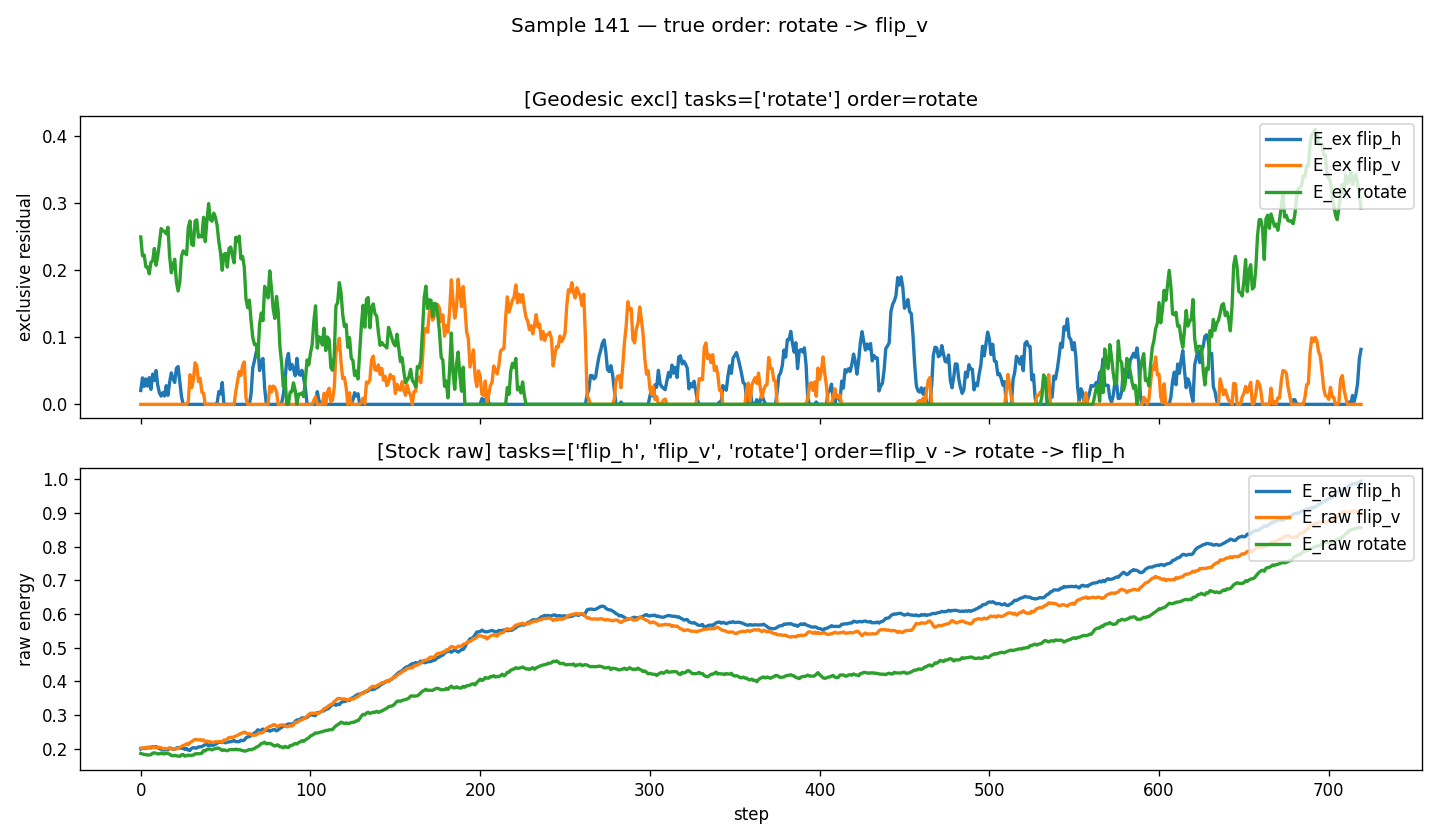 Sample 141 — true order: rotate -> flip_v
[Geodesic excl] tasks=['rotate'] order=rotate
exclusive residual
0.4
0.3
0.2
0.1
0.0
E_ex flip_h
E_ex flip_v
E_ex rotate
[Stock raw] tasks=['flip_h', 'flip_v', 'rotate'] order=flip_v -> rotate -> flip_h
raw energy
1.0
0.9
0.8
0.7
0.6
0.5
0.4
0.3
0.2
E_raw flip_h
E_raw flip_v
E_raw rotate
0 100 200 300 400 500 600 700
step